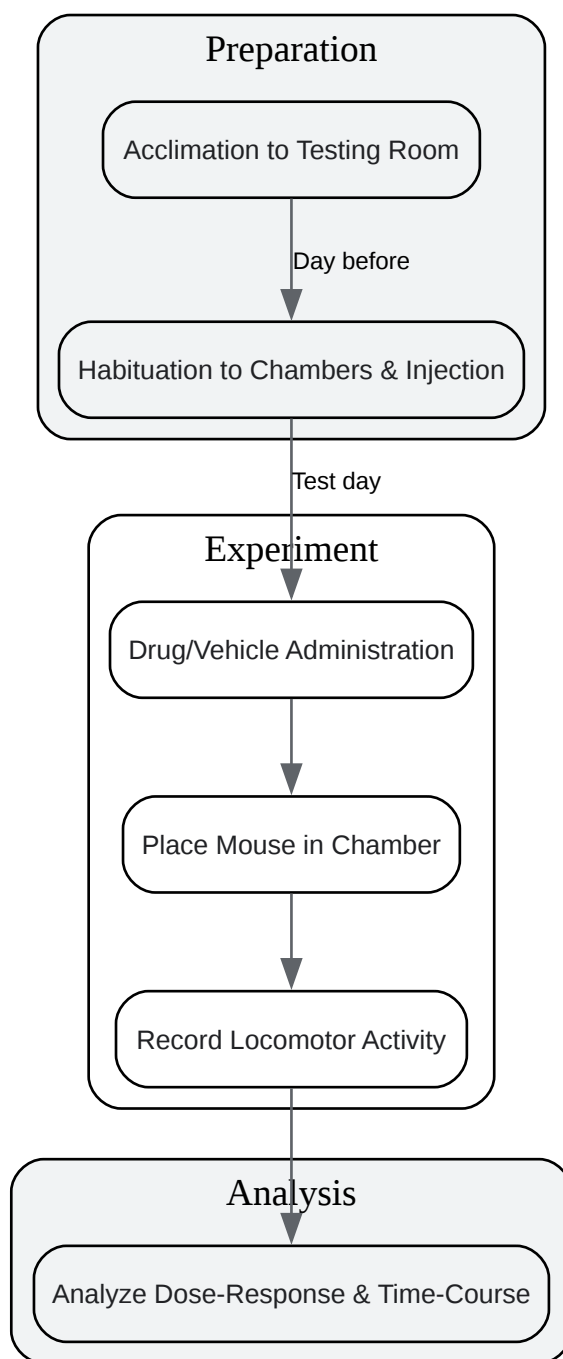 Preparation
Acclimation to Testing Room
Day before
Habituation to Chambers & Injection
Test day
Experiment
Drug/Vehicle Administration
Place Mouse in Chamber
Record Locomotor Activity
Analysis
Analyze Dose-Response & Time-Course